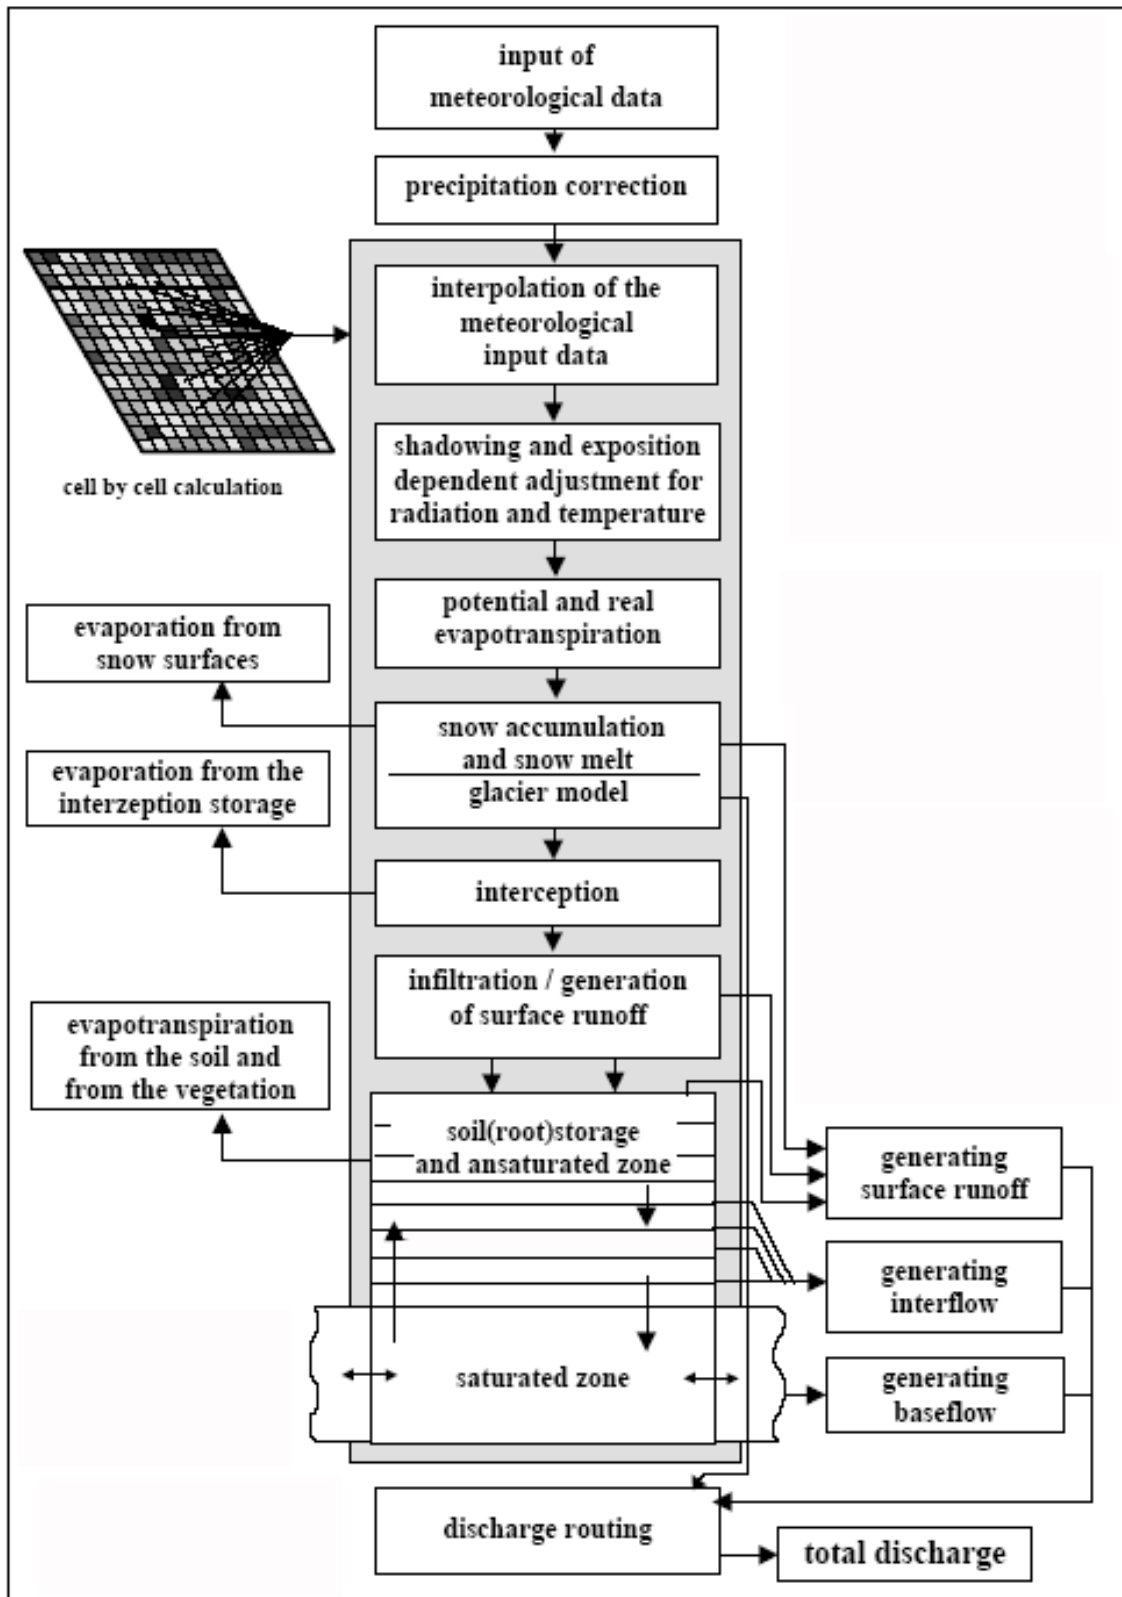 input of
meteorological data
precipitation correction
interpolation of the
meteorological
input data
cell by cell calculation
shadowing and exposition
dependent adjustment for
radiation and temperature
potential and real
evapotranspiration
evaporation from
snow surfaces
snow accumulation
and snow melt
glacier model
evaporation from the
interzeption storage
interception
infiltration / generation
of surface runoff
evapotranspiration
from the soil and
from the vegetation
soil(root)storage
and ansaturated zone
generating
surface runoff
generating
interflow
saturated zone
generating
baseflow
discharge routing
total discharge